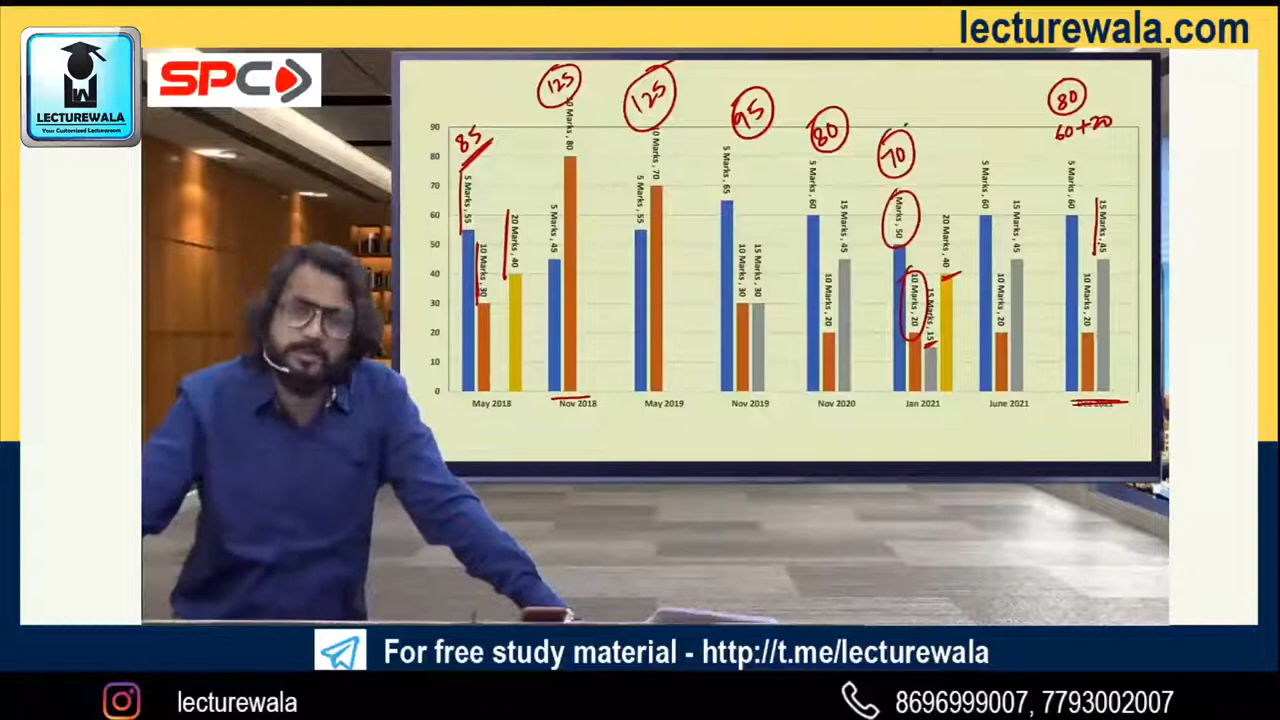 lecturewala.com
LECTUREWALA
Your Customised Lectureroom
SPC
85
125
125
95
80
70
80
60+20
90
80
70
60
50
40
30
20
10
0
5 Marks , 55
10 Marks , 30
20 Marks , 40
5 Marks , 45
10 Marks , 80
5 Marks , 55
10 Marks , 70
5 Marks , 65
10 Marks , 30
15 Marks , 30
5 Marks , 60
10 Marks , 20
15 Marks , 45
5 Marks , 50
10 Marks , 20
15 Marks , 15
20 Marks , 40
5 Marks , 60
10 Marks , 20
15 Marks , 45
5 Marks , 60
10 Marks , 20
15 Marks , 45
May 2018
Nov 2018
May 2019
Nov 2019
Nov 2020
Jan 2021
June 2021
Dec 2021
For free study material - http://t.me/lecturewala
lecturewala
8696999007, 7793002007